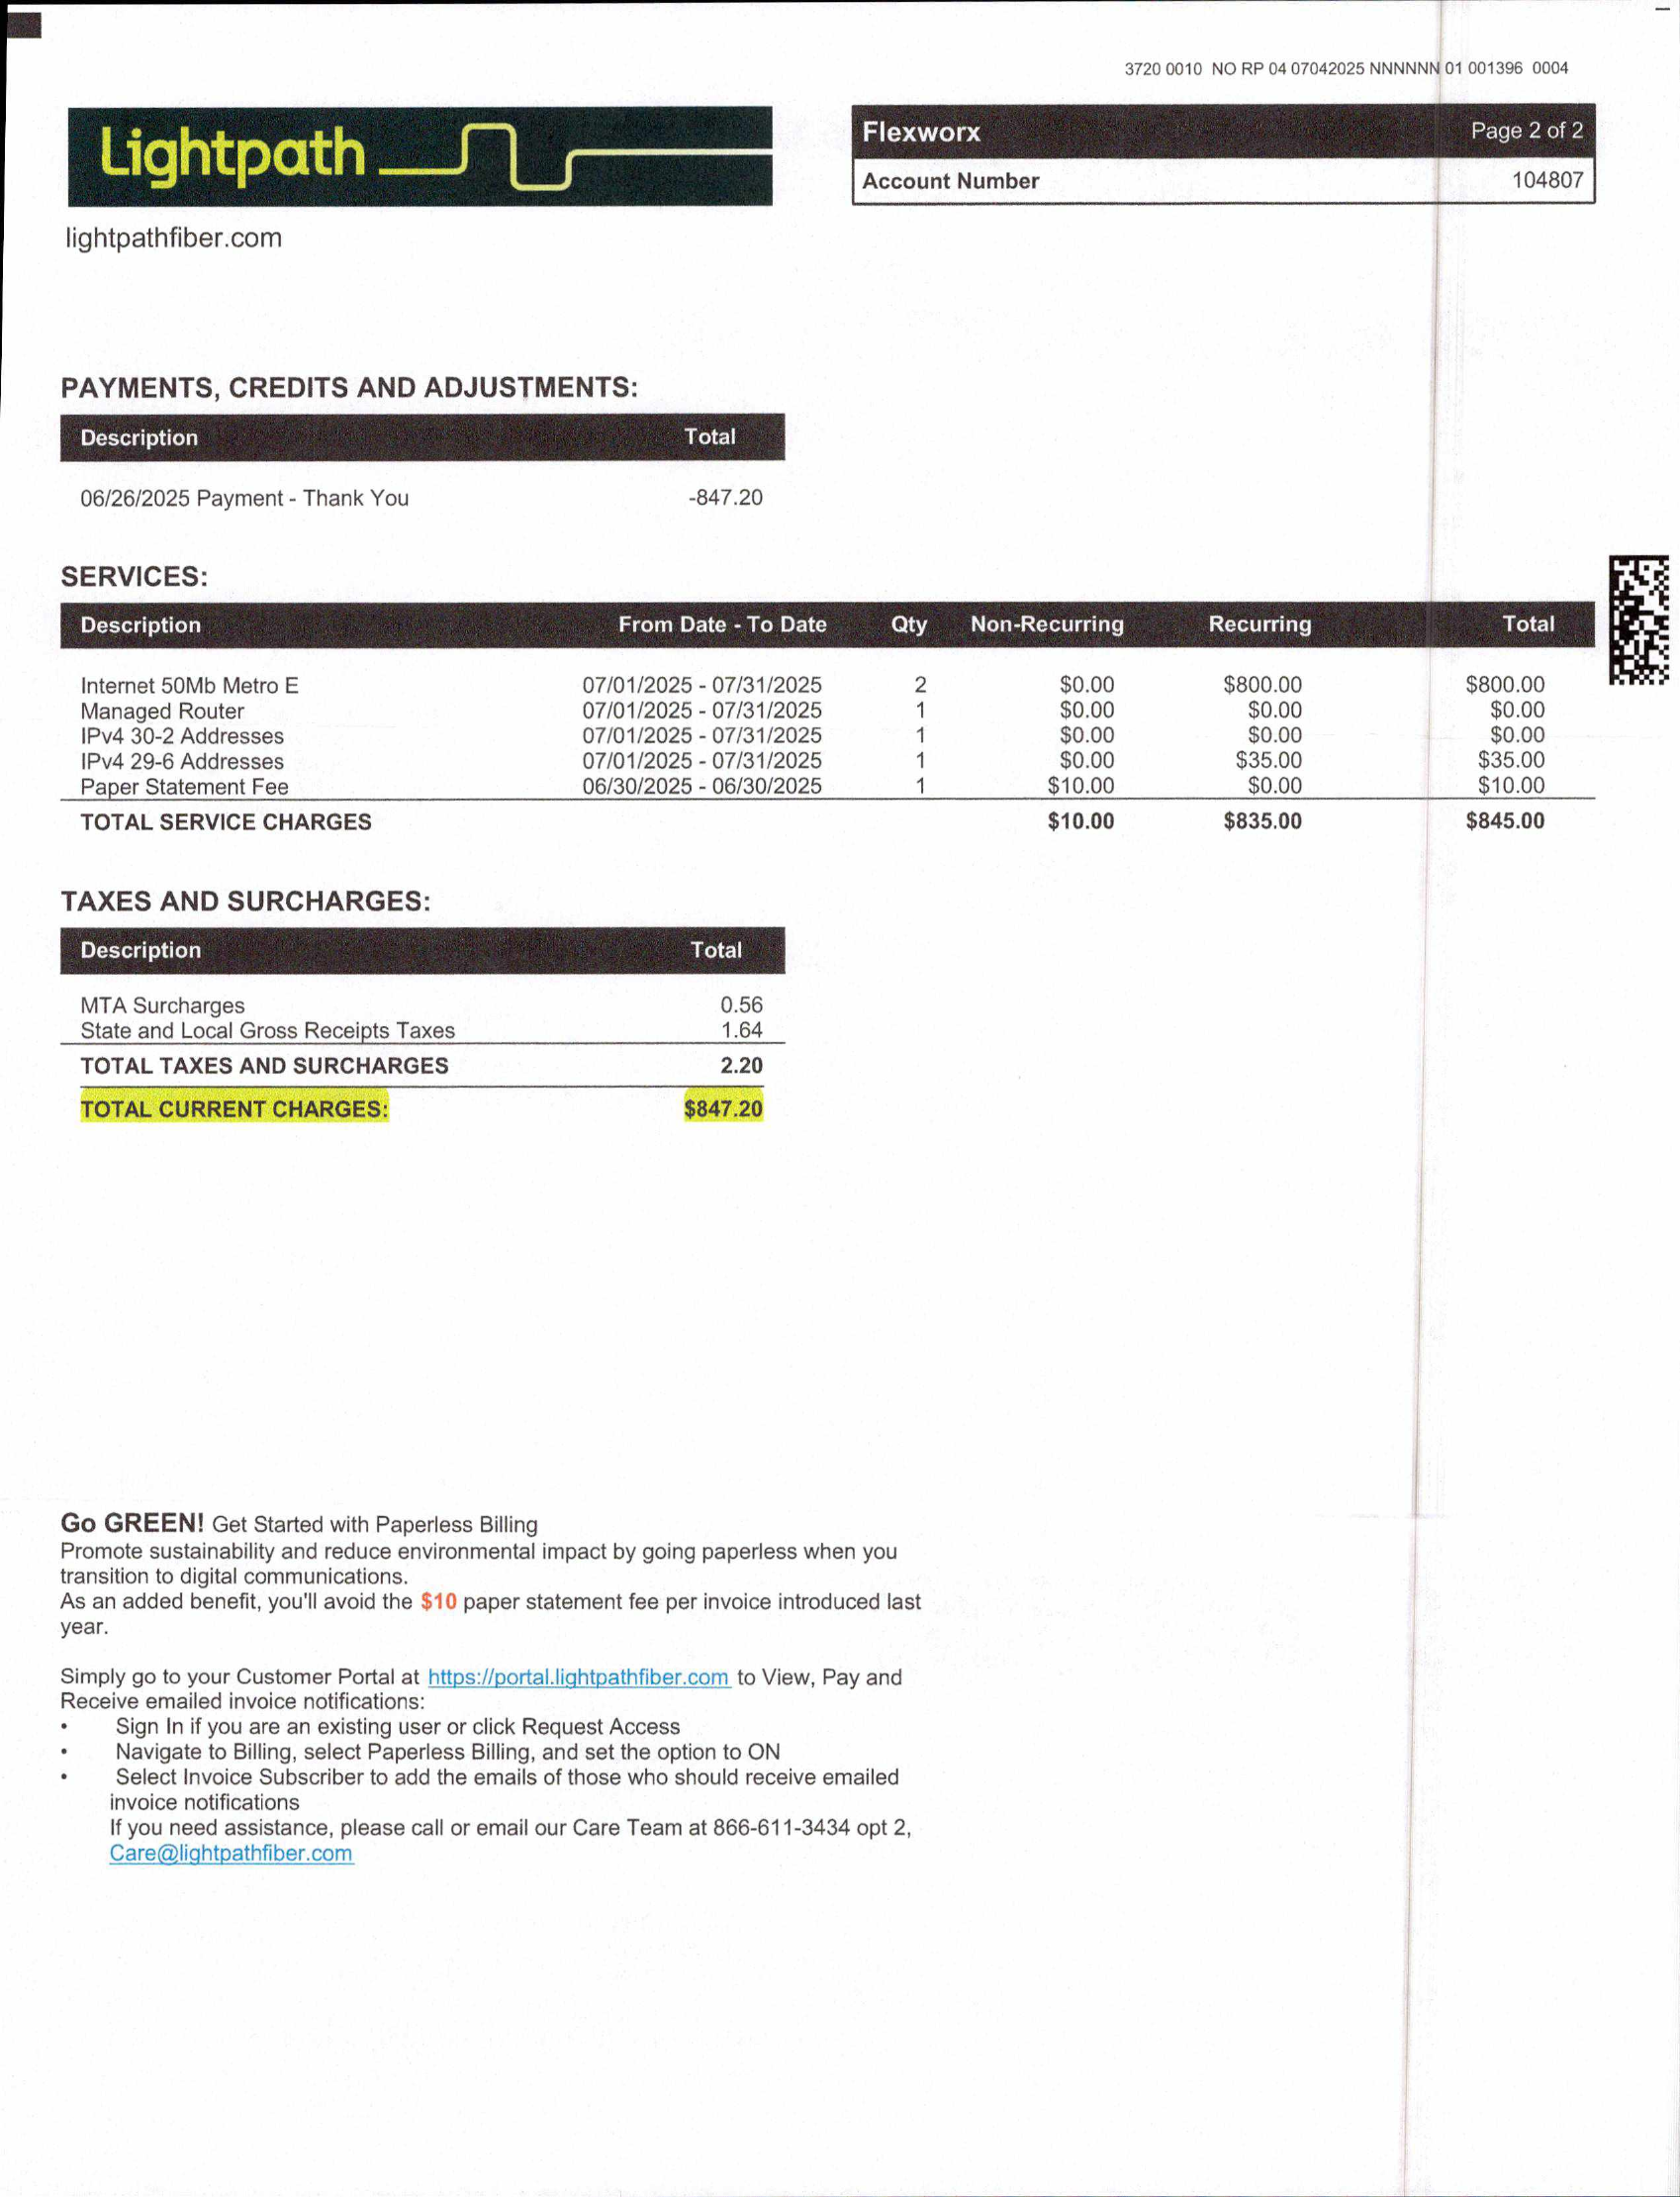 3720 0010 NO RP 04 07042025 NNNNNN 01 001396 0004
Lightpath
Flexworx Page 2 of 2
Account Number 104807
lightpathfiber.com
PAYMENTS, CREDITS AND ADJUSTMENTS:
Description Total
06/26/2025 Payment - Thank You -847.20
SERVICES:
Description From Date - To Date Qty Non-Recurring Recurring Total
Internet 50Mb Metro E 07/01/2025 - 07/31/2025 2 $0.00 $800.00 $800.00
Managed Router 07/01/2025 - 07/31/2025 1 $0.00 $0.00 $0.00
IPv4 30-2 Addresses 07/01/2025 - 07/31/2025 1 $0.00 $0.00 $0.00
IPv4 29-6 Addresses 07/01/2025 - 07/31/2025 1 $0.00 $35.00 $35.00
Paper Statement Fee 06/30/2025 - 06/30/2025 1 $10.00 $0.00 $10.00
TOTAL SERVICE CHARGES $10.00 $835.00 $845.00
TAXES AND SURCHARGES:
Description Total
MTA Surcharges 0.56
State and Local Gross Receipts Taxes 1.64
TOTAL TAXES AND SURCHARGES 2.20
TOTAL CURRENT CHARGES: $847.20
Go GREEN! Get Started with Paperless Billing
Promote sustainability and reduce environmental impact by going paperless when you
transition to digital communications.
As an added benefit, you'll avoid the $10 paper statement fee per invoice introduced last
year.
Simply go to your Customer Portal at https://portal.lightpathfiber.com to View, Pay and
Receive emailed invoice notifications:
• Sign In if you are an existing user or click Request Access
• Navigate to Billing, select Paperless Billing, and set the option to ON
• Select Invoice Subscriber to add the emails of those who should receive emailed
invoice notifications
If you need assistance, please call or email our Care Team at 866-611-3434 opt 2,
Care@lightpathfiber.com